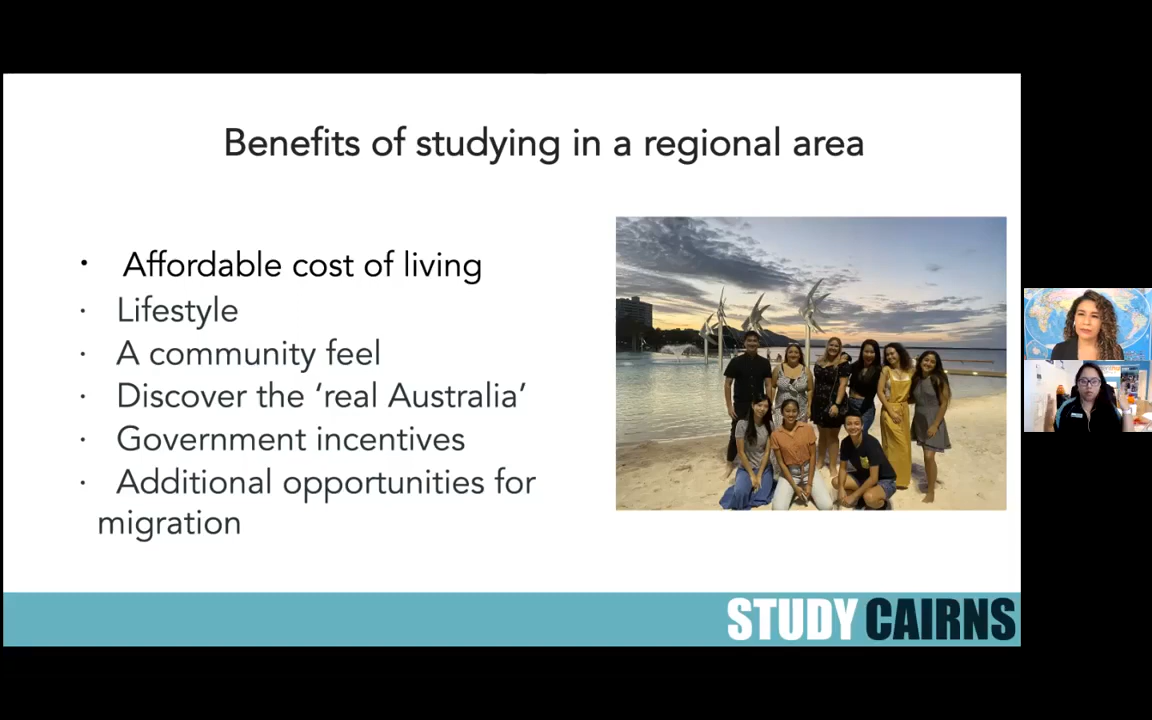 Benefits of studying in a regional area
· Affordable cost of living
· Lifestyle
· A community feel
· Discover the ‘real Australia’
· Government incentives
· Additional opportunities for
migration
STUDY CAIRNS